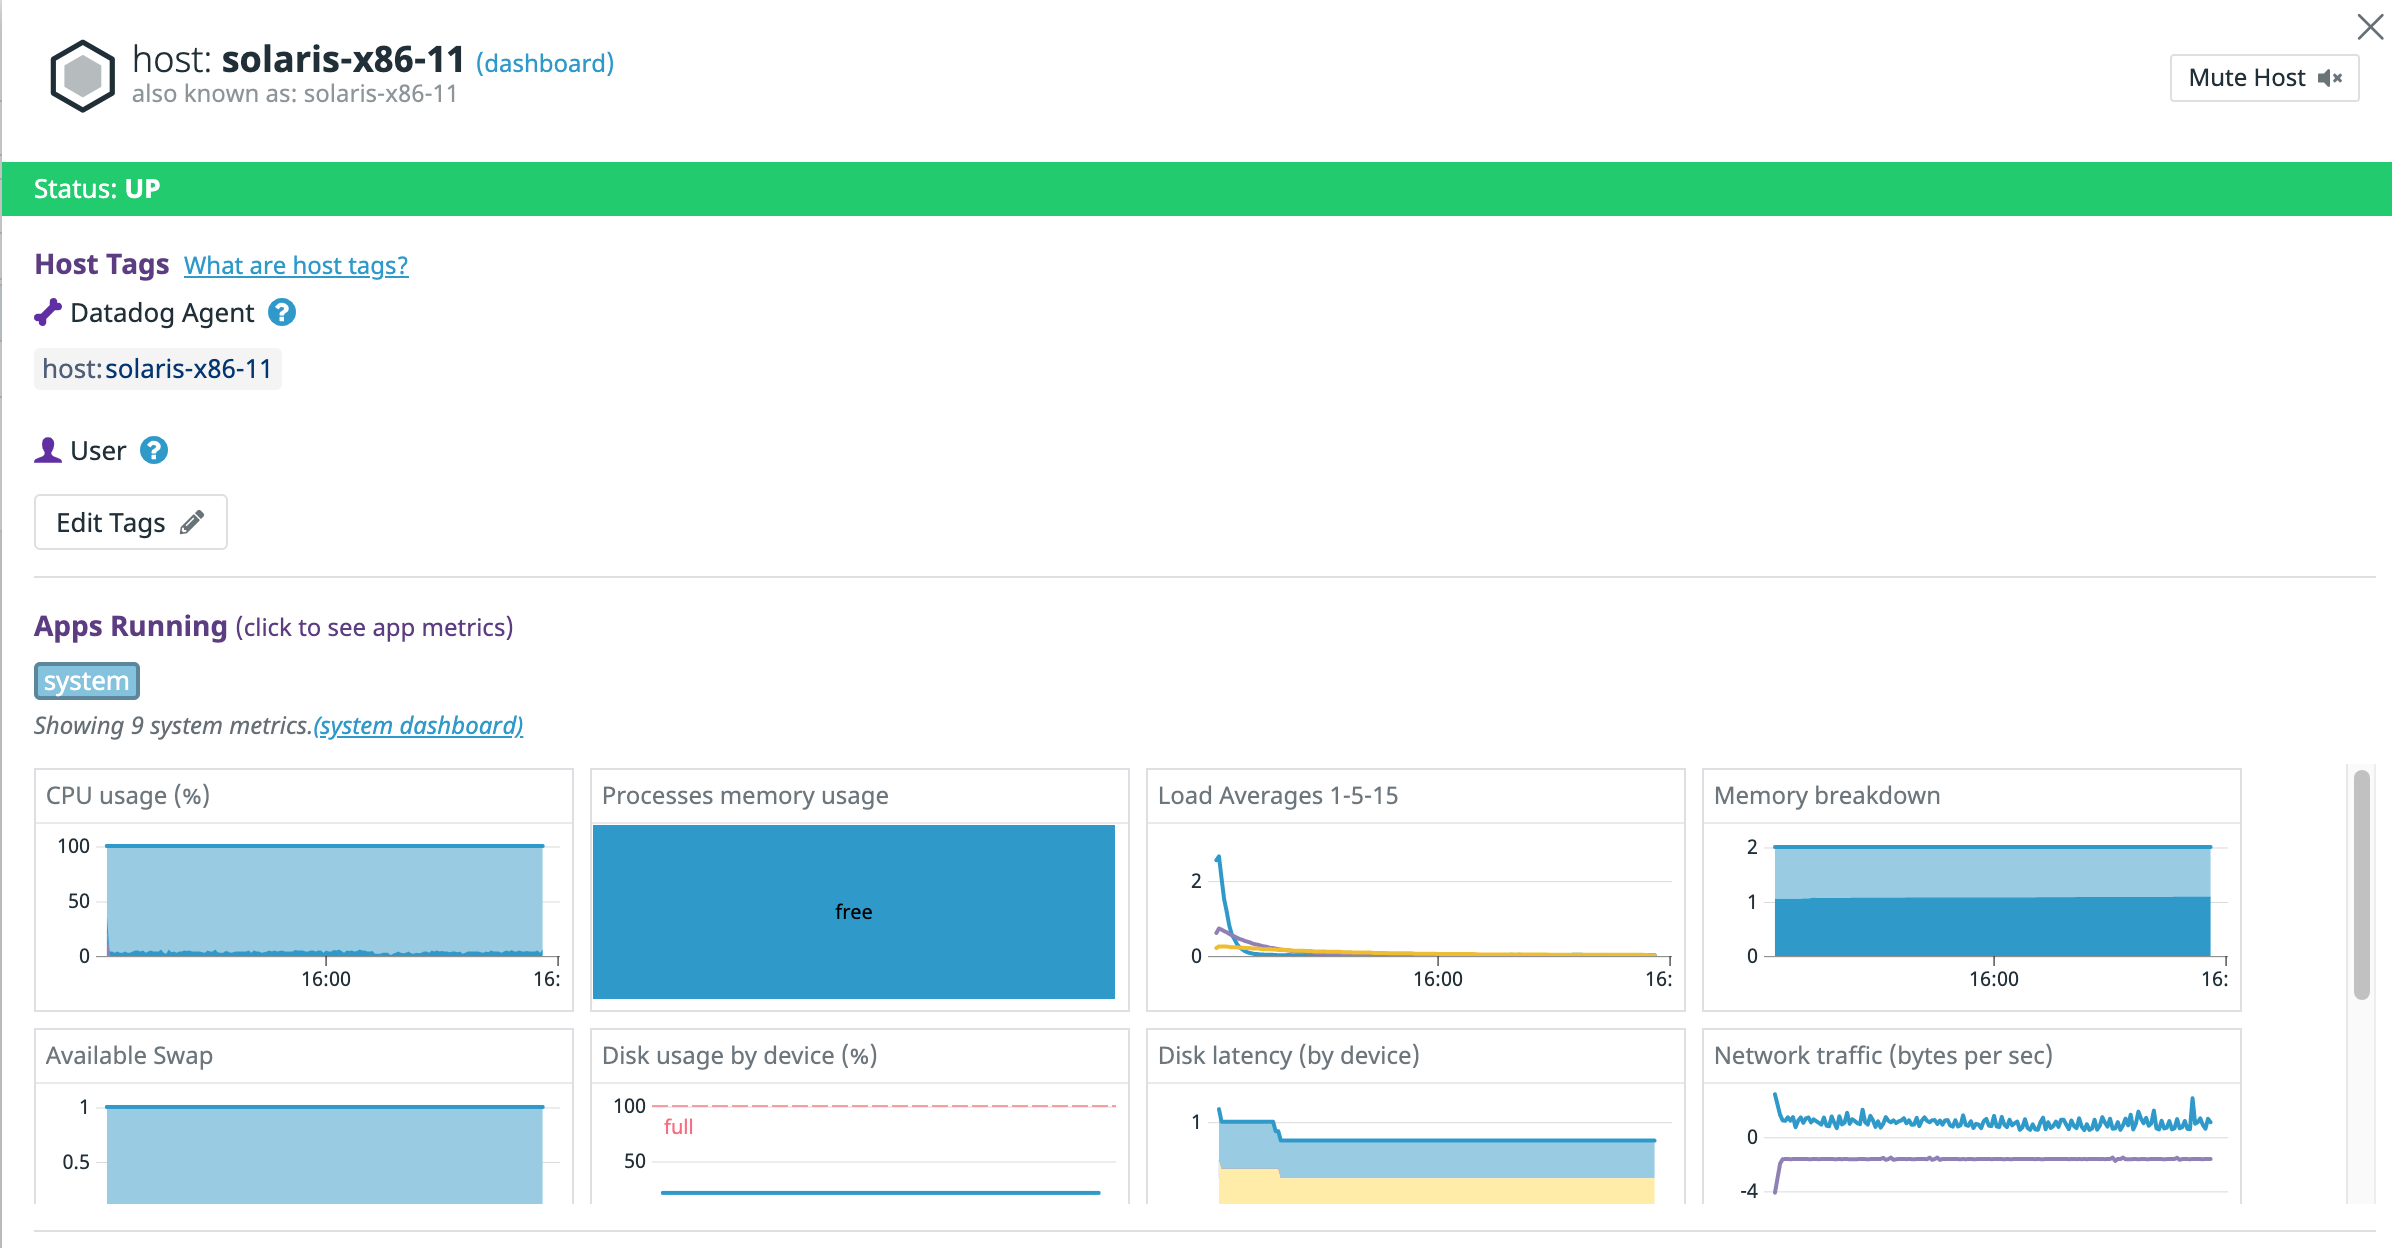 host: solaris-x86-11 (dashboard)
also known as: solaris-x86-11
Mute Host
Status: UP
Host Tags What are host tags?
Datadog Agent ?
host:solaris-x86-11
User ?
Edit Tags
Apps Running (click to see app metrics)
system
Showing 9 system metrics.(system dashboard)
CPU usage (%)
100
50
0
16:00 16:
Processes memory usage
free
Load Averages 1-5-15
2
0
16:00 16:
Memory breakdown
2
1
0
16:00 16:
Available Swap
1
0.5
Disk usage by device (%)
100
full
50
Disk latency (by device)
1
Network traffic (bytes per sec)
0
-4